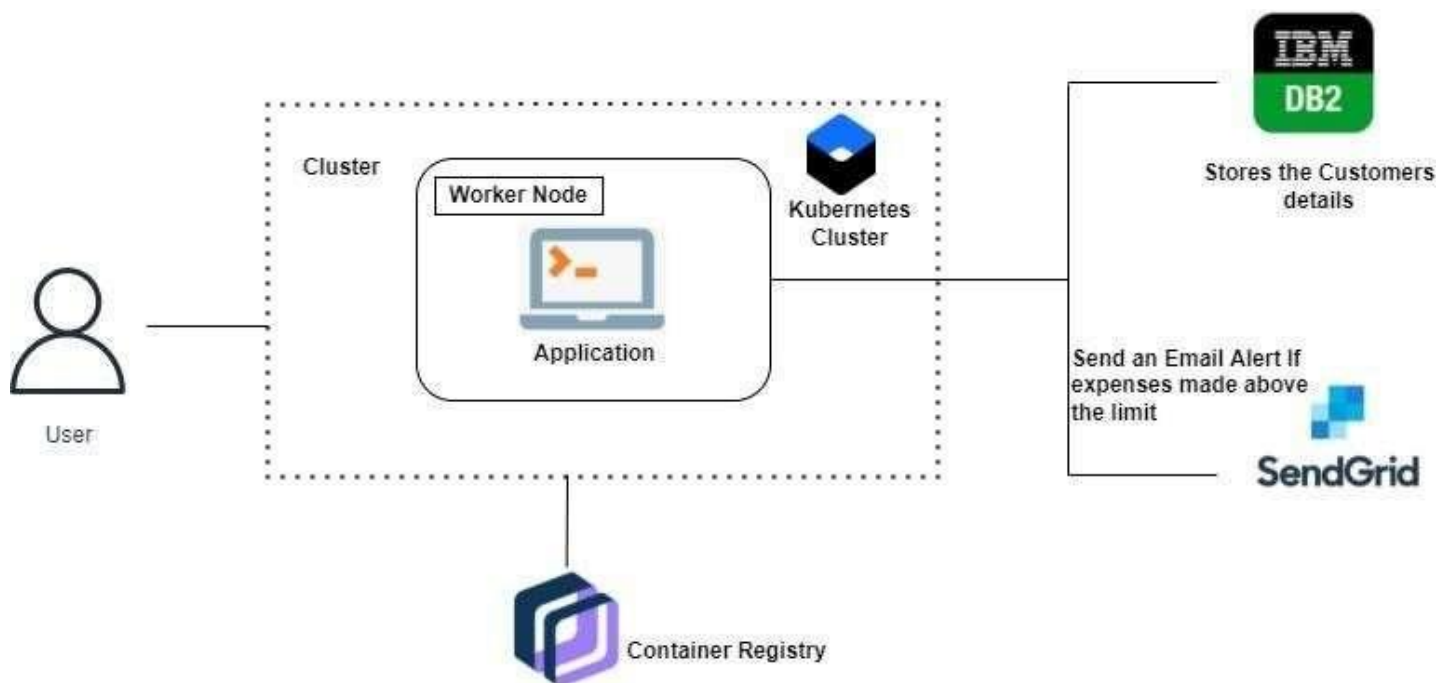 IBM
DB2
Stores the Customers
details
Cluster
Worker Node
Kubernetes
Cluster
Application
User
Send an Email Alert If
expenses made above
the limit
SendGrid
Container Registry